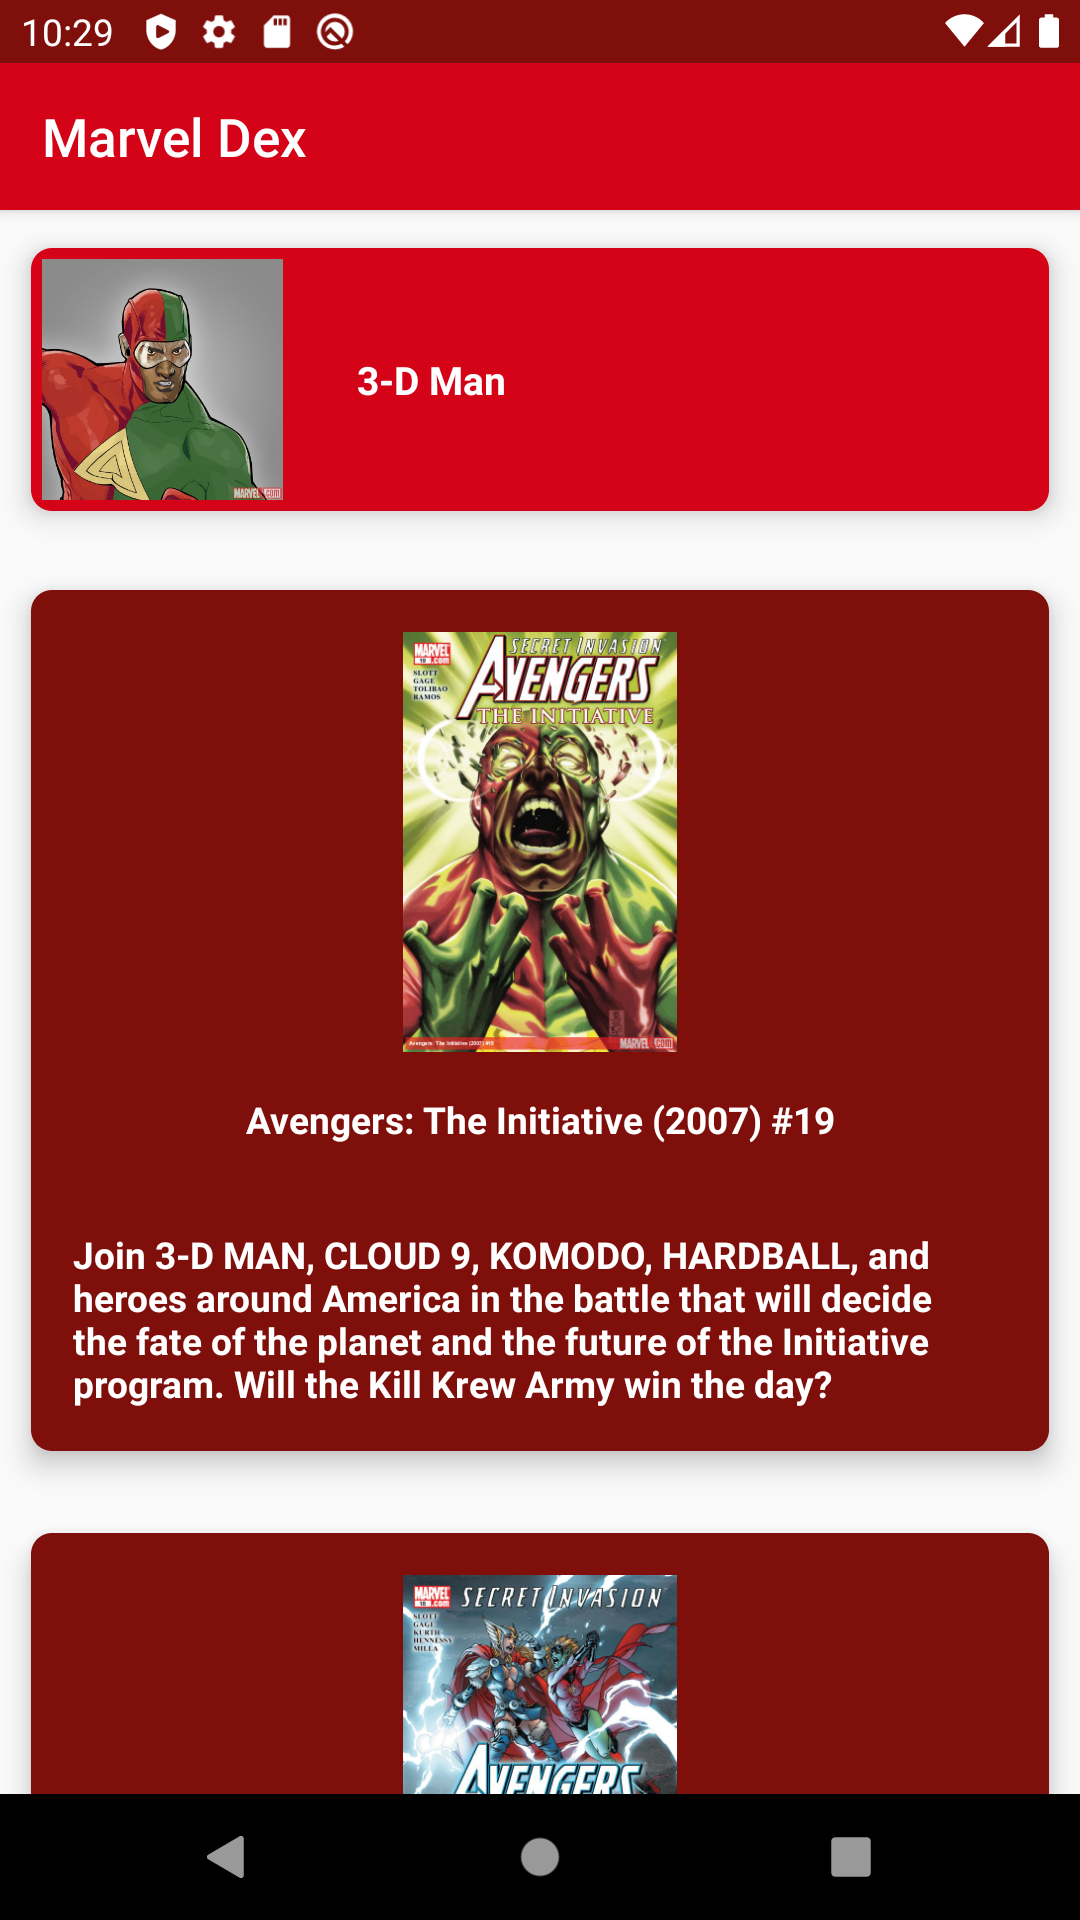 10:29
Marvel Dex
MARVEL .COM
3-D Man
SECRET INVASION
MARVEL
19 .COM
AVENGERS
SLOTT
GAGE
TOLIBAO
RAMOS
THE INITIATIVE
Avengers: The Initiative (2007) #19
MARVEL .COM
Avengers: The Initiative (2007) #19
Join 3-D MAN, CLOUD 9, KOMODO, HARDBALL, and
heroes around America in the battle that will decide
the fate of the planet and the future of the Initiative
program. Will the Kill Krew Army win the day?
MARVEL
.COM
SECRET INVASION
SLOTT
GAGE
KURTH
HENNESSY
MILLA
AVENGERS